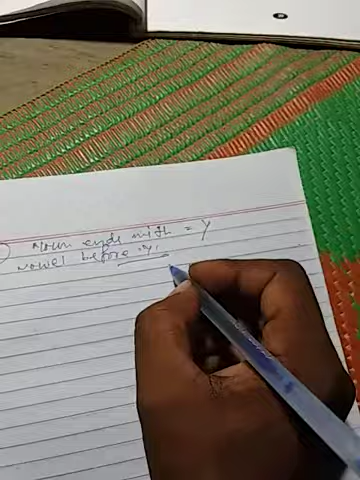 Noun ends with = y
vowel before 'y'